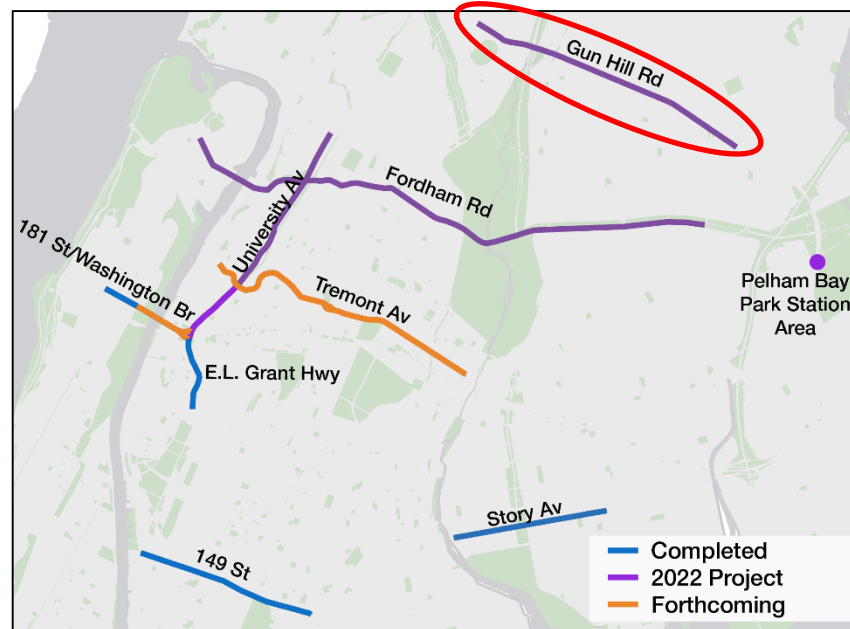 Gun Hill Rd
Fordham Rd
University Av
181 St/Washington Br
Tremont Av
Pelham Bay
Park Station
Area
E.L. Grant Hwy
Story Av
149 St
Completed
2022 Project
Forthcoming